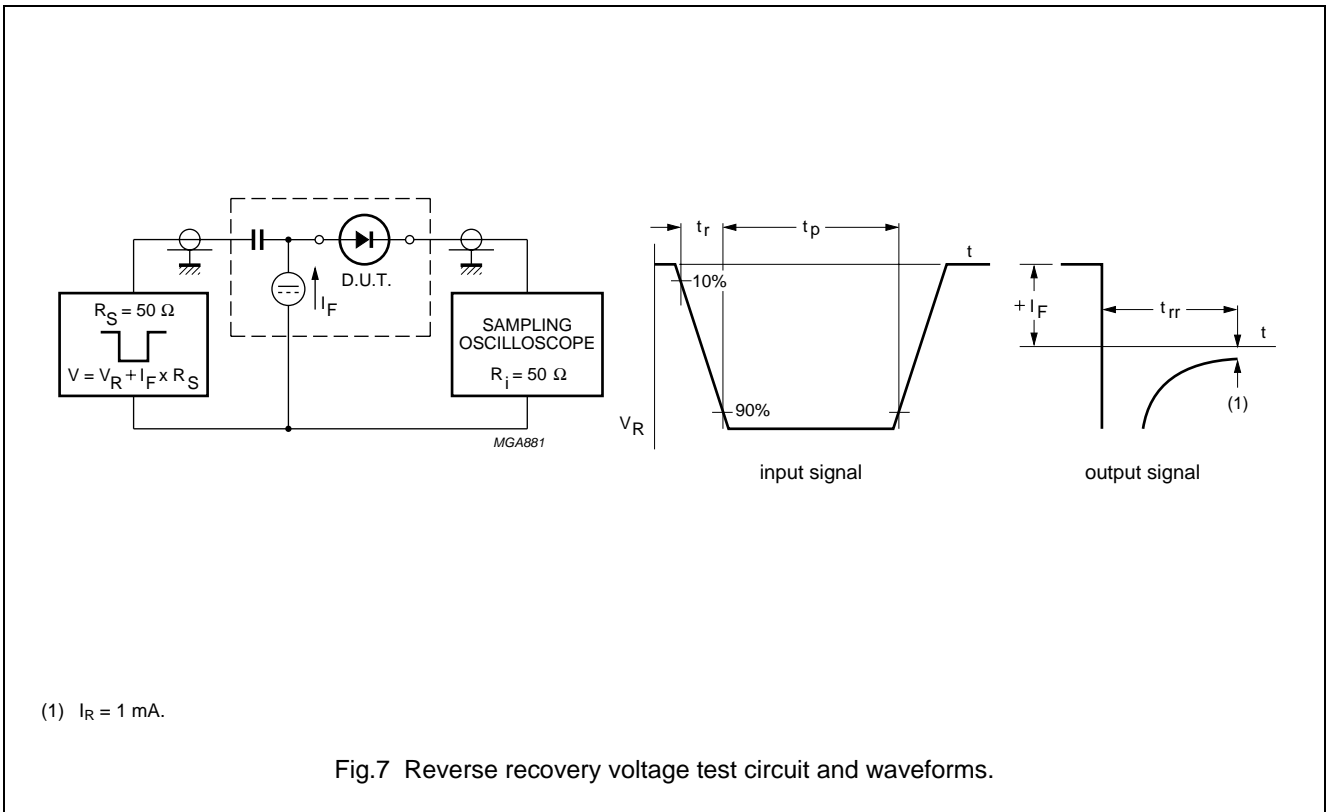 D.U.T.
I_F
R_S = 50 Ω
V = V_R + I_F x R_S
SAMPLING
OSCILLOSCOPE
R_i = 50 Ω
MGA881
t_r
t_p
t
10%
90%
V_R
input signal
+ I_F
t_rr
t
(1)
output signal
(1) I_R = 1 mA.
Fig.7 Reverse recovery voltage test circuit and waveforms.